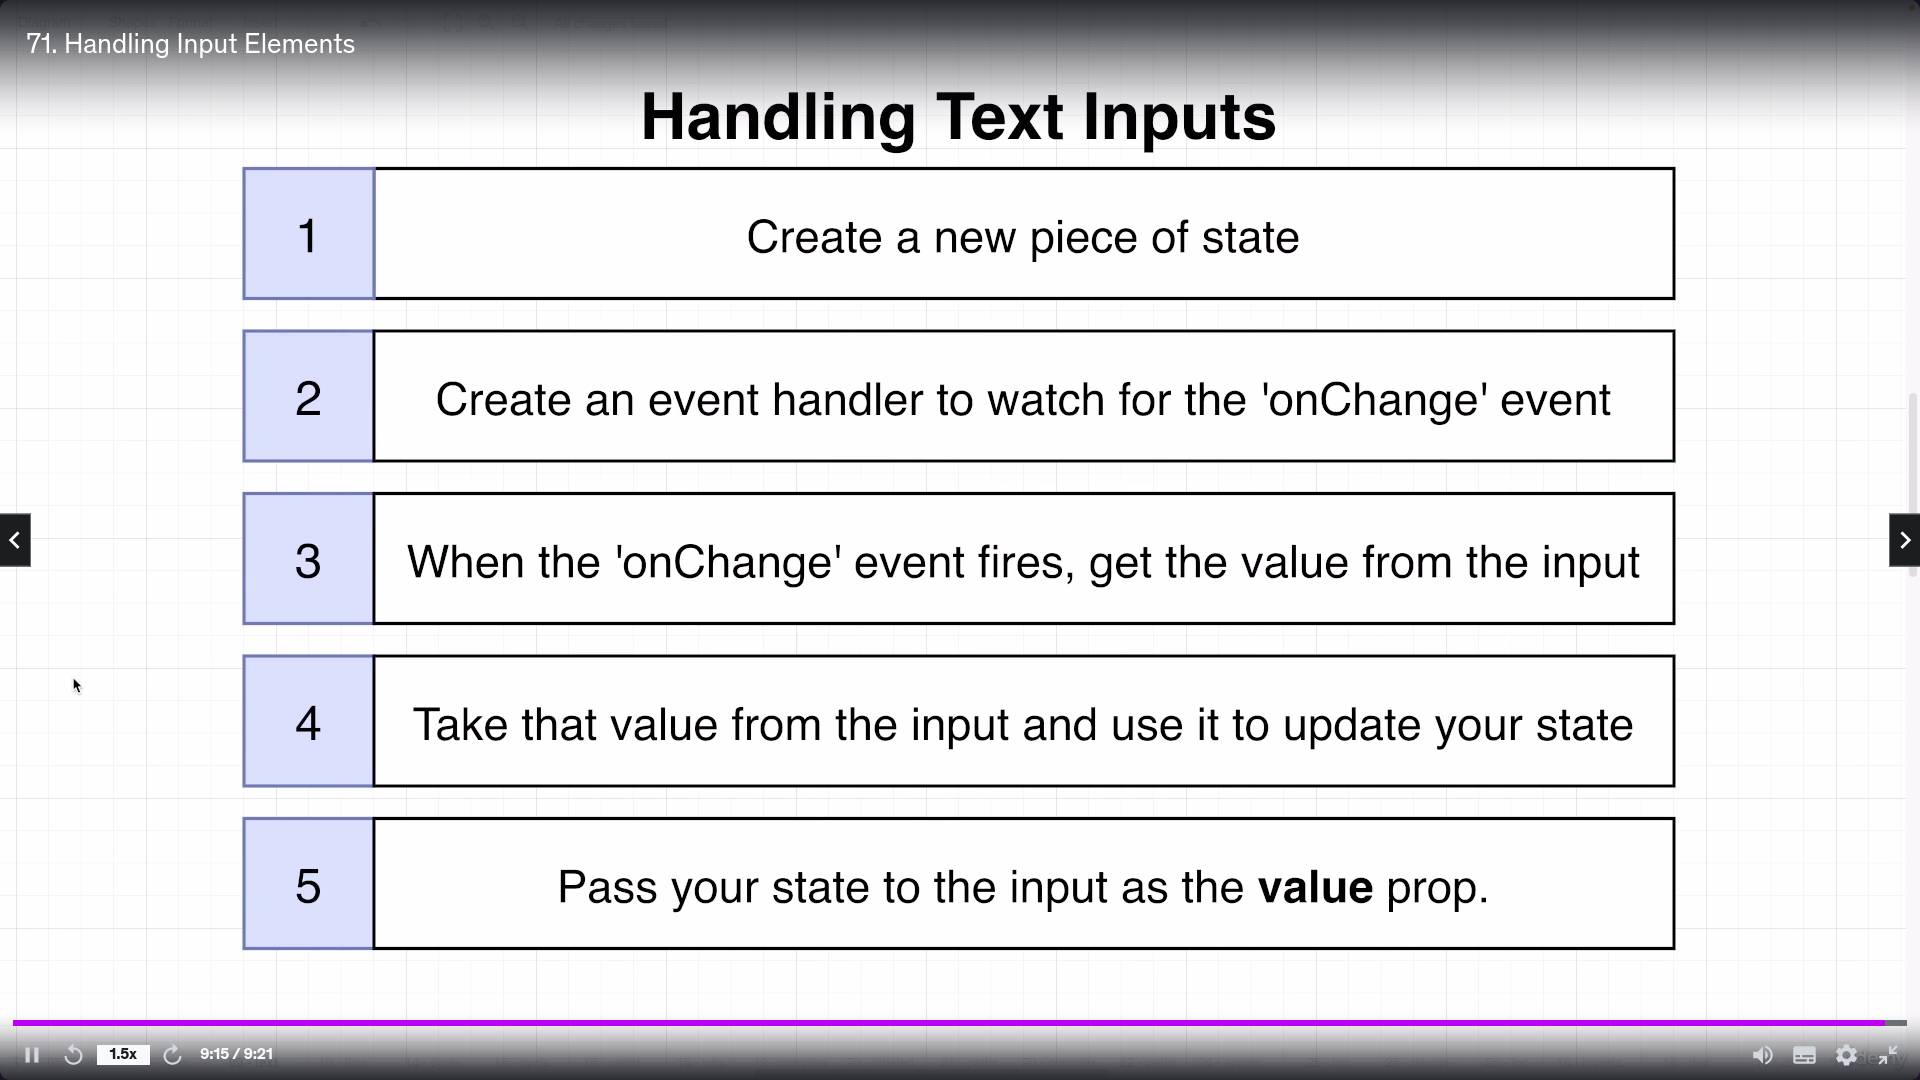 71. Handling Input Elements
Handling Text Inputs
1
Create a new piece of state
2
Create an event handler to watch for the 'onChange' event
3
When the 'onChange' event fires, get the value from the input
4
Take that value from the input and use it to update your state
5
Pass your state to the input as the value prop.
1.5x
9:15 / 9:21